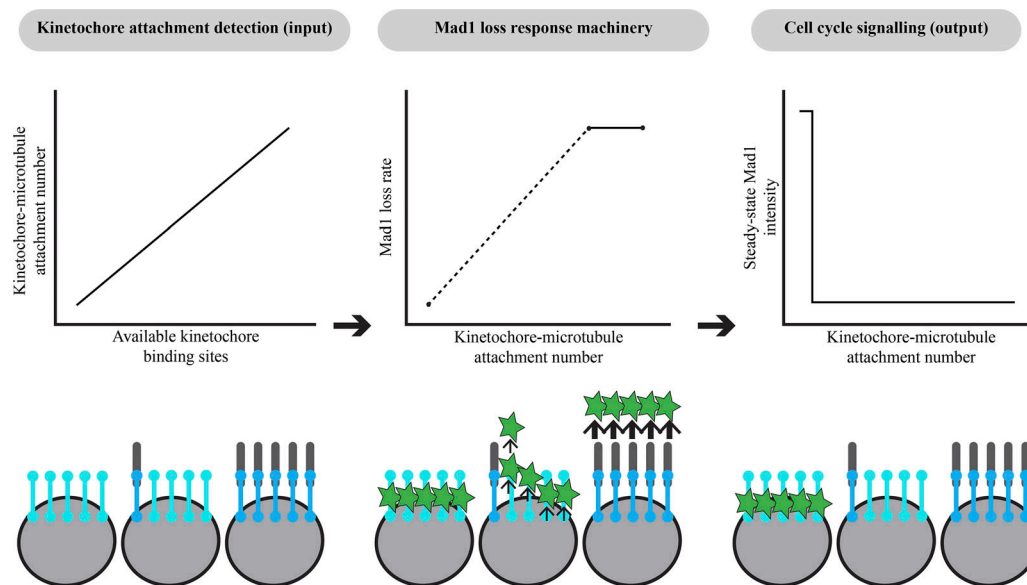 Kinetochore attachment detection (input)
Mad1 loss response machinery
Cell cycle signalling (output)
Kinetochore-microtubule
attachment number
Available kinetochore
binding sites
Mad1 loss rate
Kinetochore-microtubule
attachment number
Steady-state Mad1
intensity
Kinetochore-microtubule
attachment number